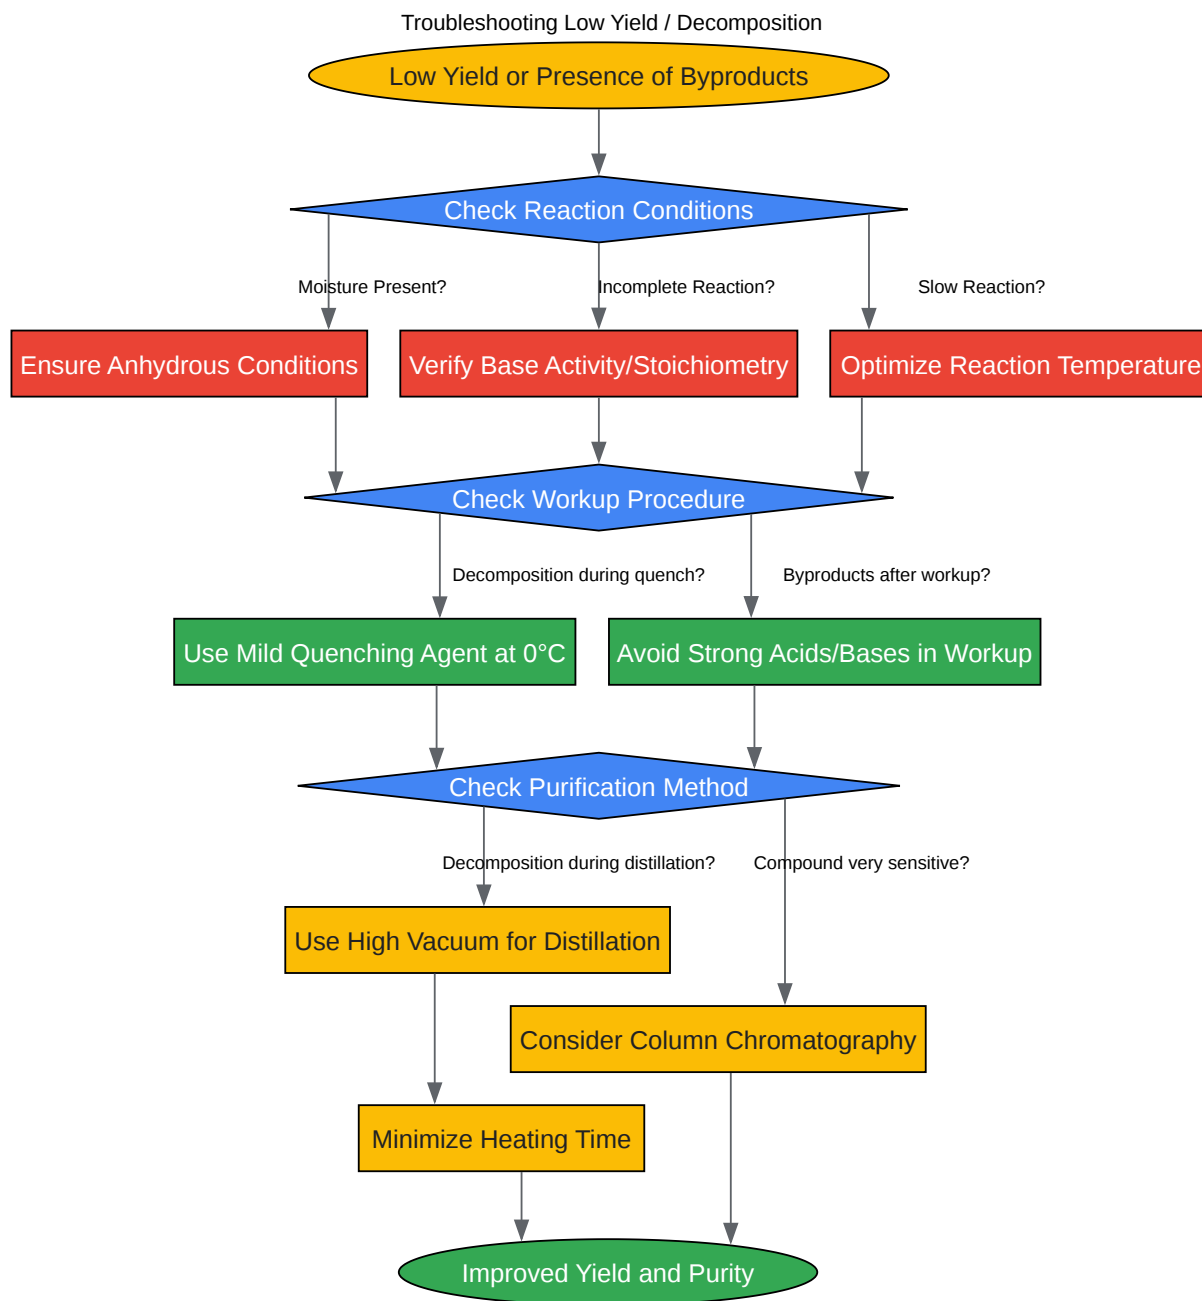 Troubleshooting Low Yield / Decomposition
Low Yield or Presence of Byproducts
Check Reaction Conditions
Moisture Present?
Incomplete Reaction?
Slow Reaction?
Ensure Anhydrous Conditions
Verify Base Activity/Stoichiometry
Optimize Reaction Temperature
Check Workup Procedure
Decomposition during quench?
Byproducts after workup?
Use Mild Quenching Agent at 0°C
Avoid Strong Acids/Bases in Workup
Check Purification Method
Decomposition during distillation?
Compound very sensitive?
Use High Vacuum for Distillation
Consider Column Chromatography
Minimize Heating Time
Improved Yield and Purity